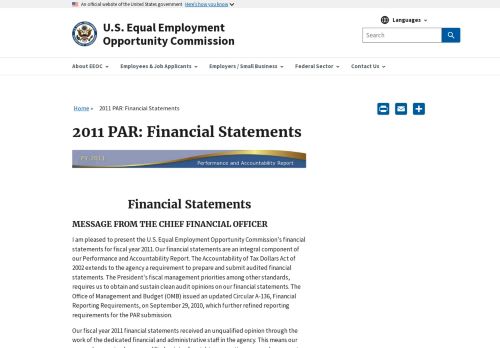 An official website of the United States government Here's how you know
U.S. Equal Employment
Opportunity Commission
Languages
Search
About EEOC
Employees & Job Applicants
Employers / Small Business
Federal Sector
Contact Us
Home » 2011 PAR: Financial Statements
2011 PAR: Financial Statements
FY 2011
Performance and Accountability Report
Financial Statements
MESSAGE FROM THE CHIEF FINANCIAL OFFICER
I am pleased to present the U.S. Equal Employment Opportunity Commission's financial
statements for fiscal year 2011. Our financial statements are an integral component of
our Performance and Accountability Report. The Accountability of Tax Dollars Act of
2002 extends to the agency a requirement to prepare and submit audited financial
statements. The President's fiscal management priorities among other standards,
requires us to obtain and sustain clean audit opinions on our financial statements. The
Office of Management and Budget (OMB) issued an updated Circular A-136, Financial
Reporting Requirements, on September 29, 2010, which further refined reporting
requirements for the PAR submission.
Our fiscal year 2011 financial statements received an unqualified opinion through the
work of the dedicated financial and administrative staff in the agency. This means our